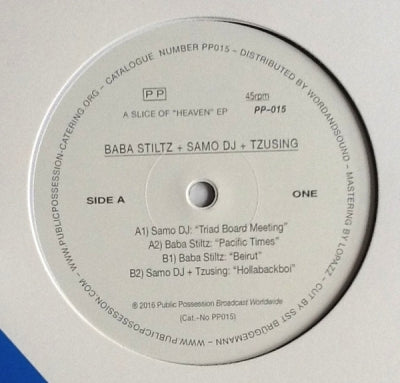 WWW.PUBLICPOSSESSION.COM / WWW.PUBLICPOSSESSION-CATERING.ORG – CATALOGUE NUMBER PP015 – DISTRIBUTED BY WORDANDSOUND – MASTERING BY LOPAZZ – CUT BY SST BRÜGGEMANN –
PP
45rpm
A SLICE OF "HEAVEN" EP
PP-015
BABA STILTZ + SAMO DJ + TZUSING
SIDE A
ONE
A1) Samo DJ: "Triad Board Meeting"
A2) Baba Stiltz: "Pacific Times"
B1) Baba Stiltz: "Beirut"
B2) Samo DJ + Tzusing: "Hollabackboi"
® 2016 Public Possession Broadcast Worldwide
(Cat.-No PP015)